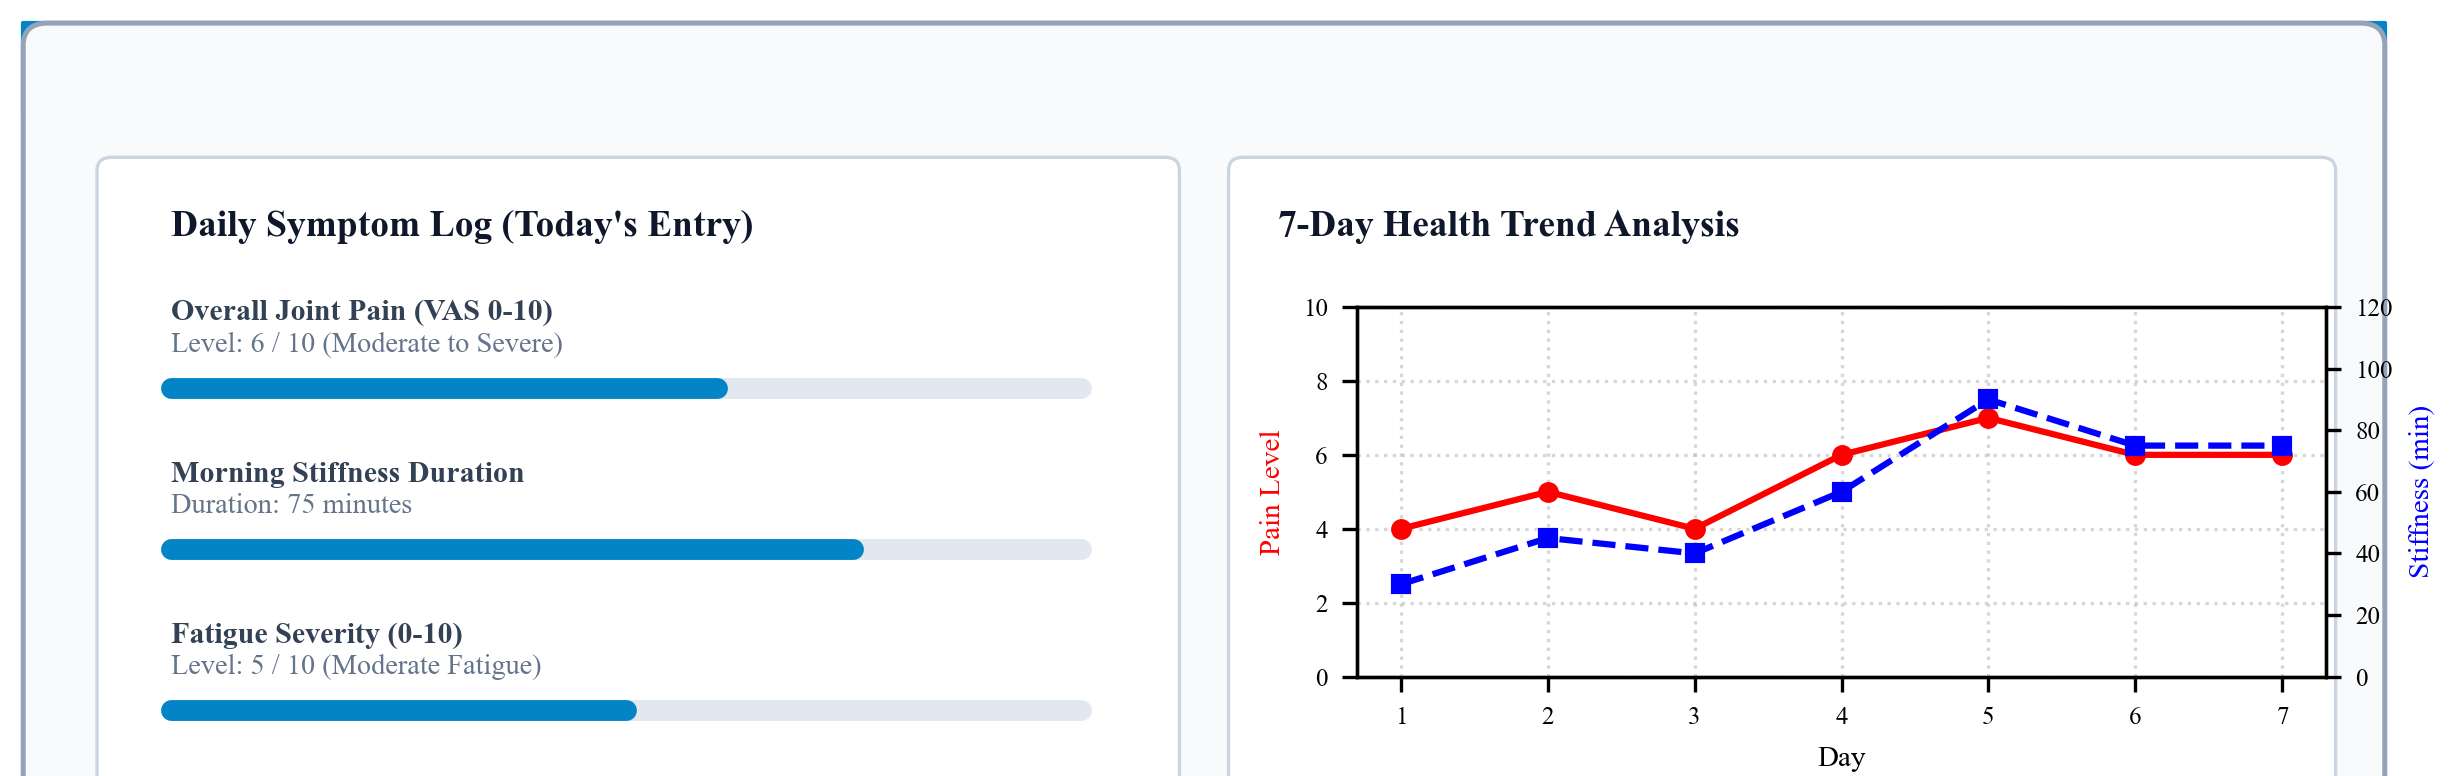 Daily Symptom Log (Today's Entry)
Overall Joint Pain (VAS 0-10)
Level: 6 / 10 (Moderate to Severe)
Morning Stiffness Duration
Duration: 75 minutes
Fatigue Severity (0-10)
Level: 5 / 10 (Moderate Fatigue)
7-Day Health Trend Analysis
10
8
6
4
2
0
Pain Level
120
100
80
60
40
20
0
Stiffness (min)
1 2 3 4 5 6 7
Day